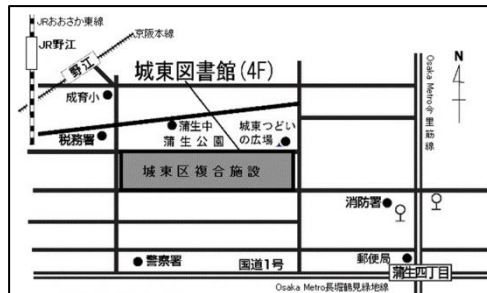 JRおおさか東線
JR野江
京阪本線
野江
成育小
城東図書館(4F)
Osaka Metro今里筋線
N
税務署
蒲生中
蒲生公園
城東つどいの広場
城東区複合施設
消防署
警察署
国道1号
郵便局
蒲生四丁目
Osaka Metro長堀鶴見緑地線